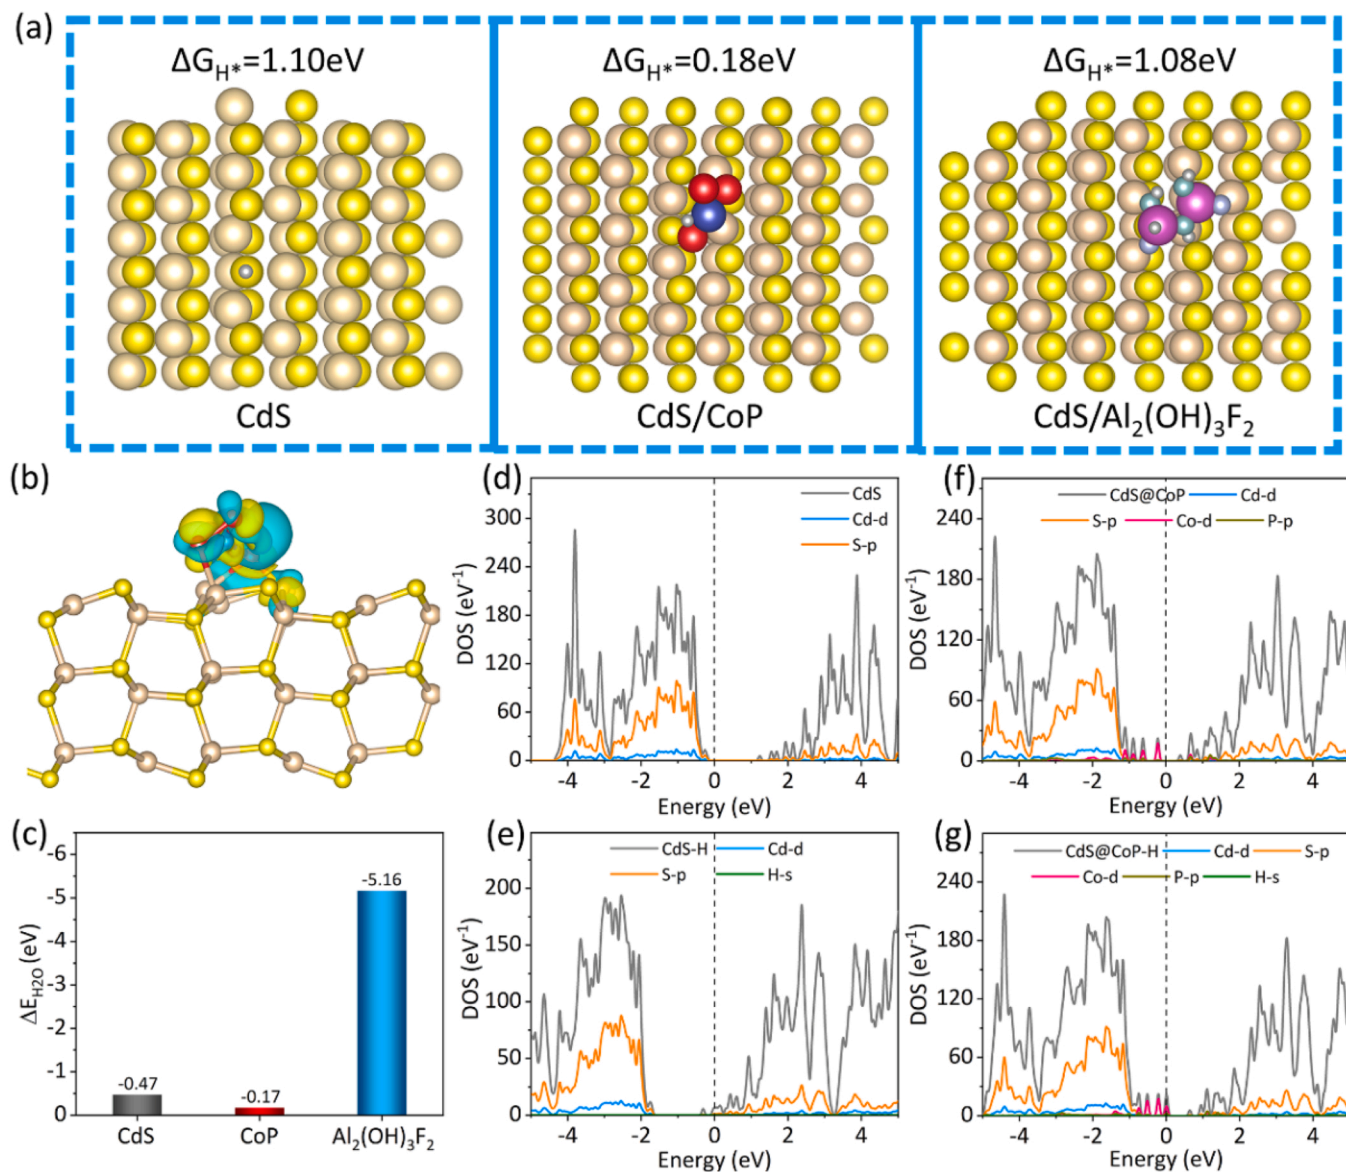 (a)
ΔG_H*=1.10eV
ΔG_H*=0.18eV
ΔG_H*=1.08eV
CdS
CdS/CoP
CdS/Al₂(OH)₃F₂
(b)
(c)
ΔE_H2O (eV)
-6
-5
-4
-3
-2
-1
0
-0.47
-0.17
-5.16
CdS
CoP
Al₂(OH)₃F₂
(d)
CdS
Cd-d
S-p
DOS (eV⁻¹)
300
240
180
120
60
0
-4 -2 0 2 4
Energy (eV)
(f)
CdS@CoP Cd-d
S-p Co-d P-p
DOS (eV⁻¹)
240
180
120
60
0
-4 -2 0 2 4
Energy (eV)
(e)
CdS-H Cd-d
S-p H-s
DOS (eV⁻¹)
250
200
150
100
50
0
-4 -2 0 2 4
Energy (eV)
(g)
CdS@CoP-H Cd-d S-p
Co-d P-p H-s
DOS (eV⁻¹)
240
180
120
60
0
-4 -2 0 2 4
Energy (eV)